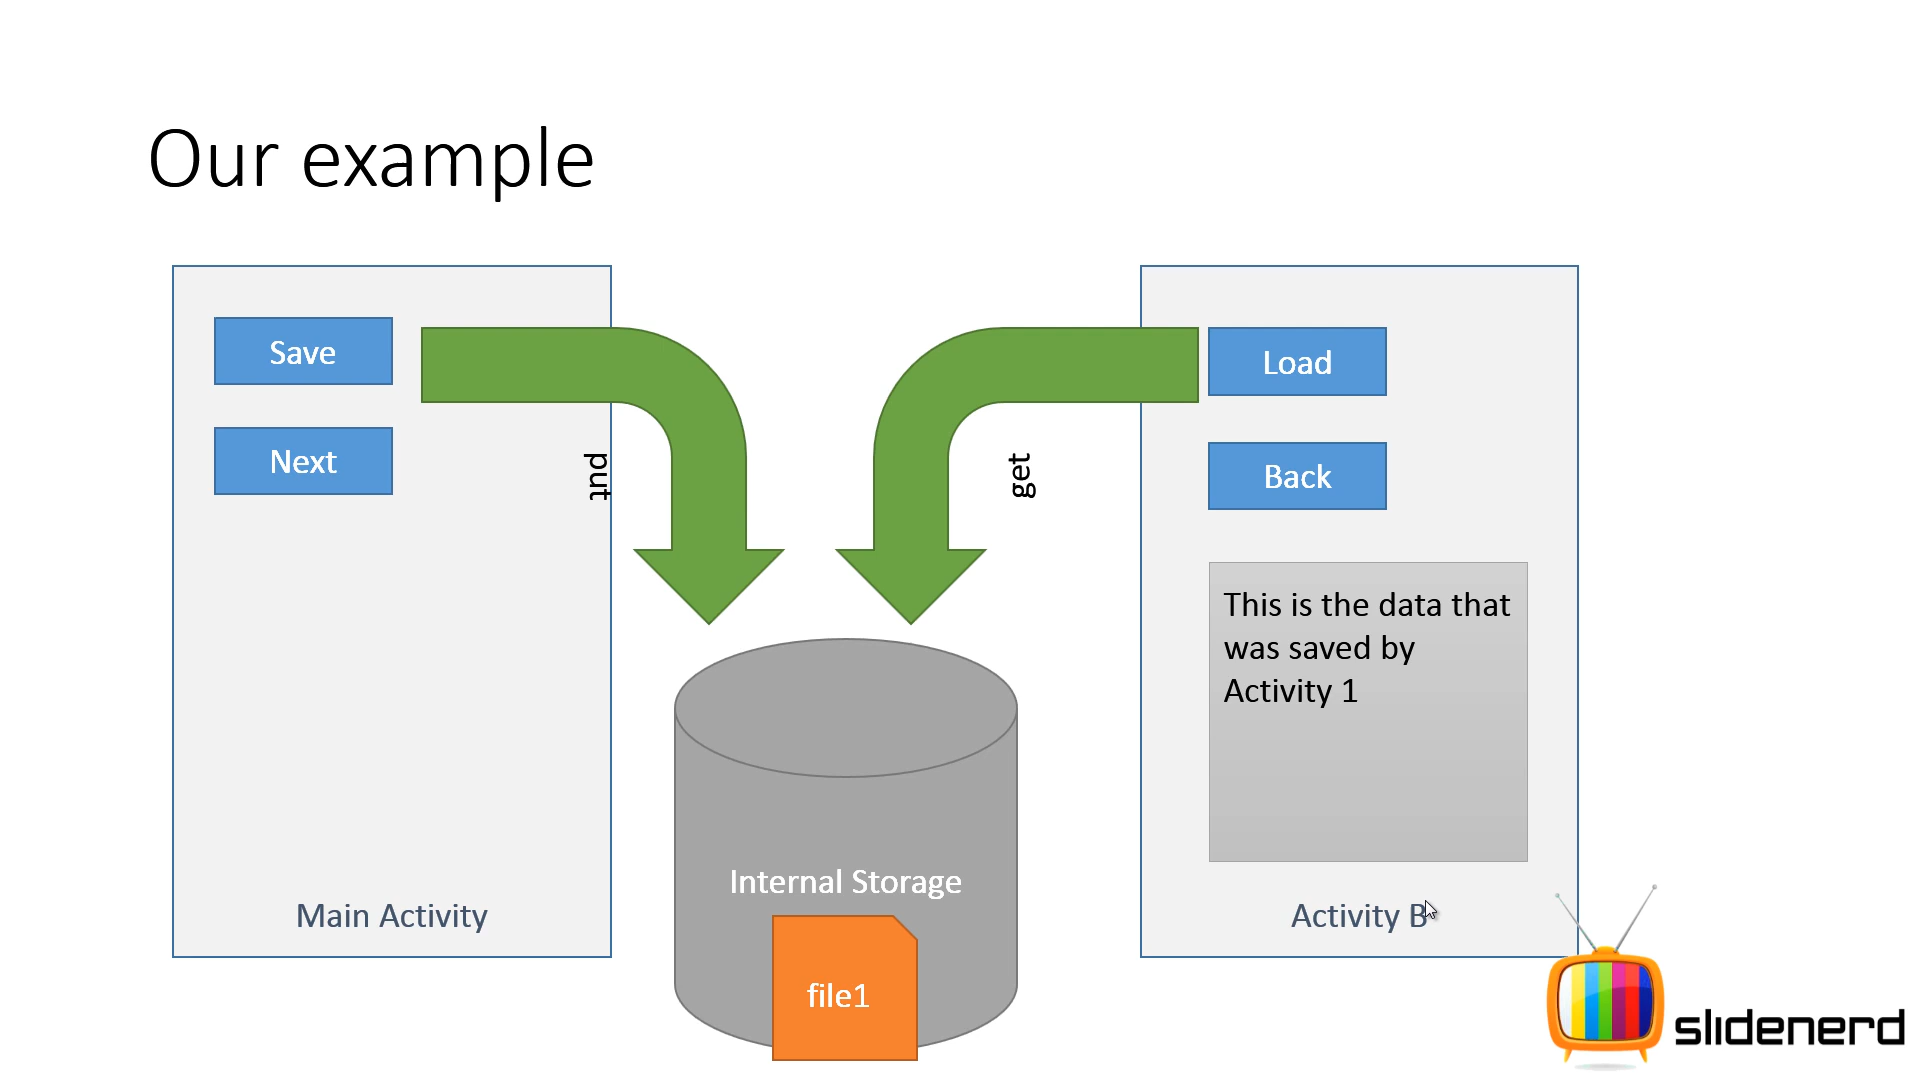 Our example
Save
Next
put
Main Activity
get
Internal Storage
file1
Load
Back
This is the data that
was saved by
Activity 1
Activity B
slidenerd